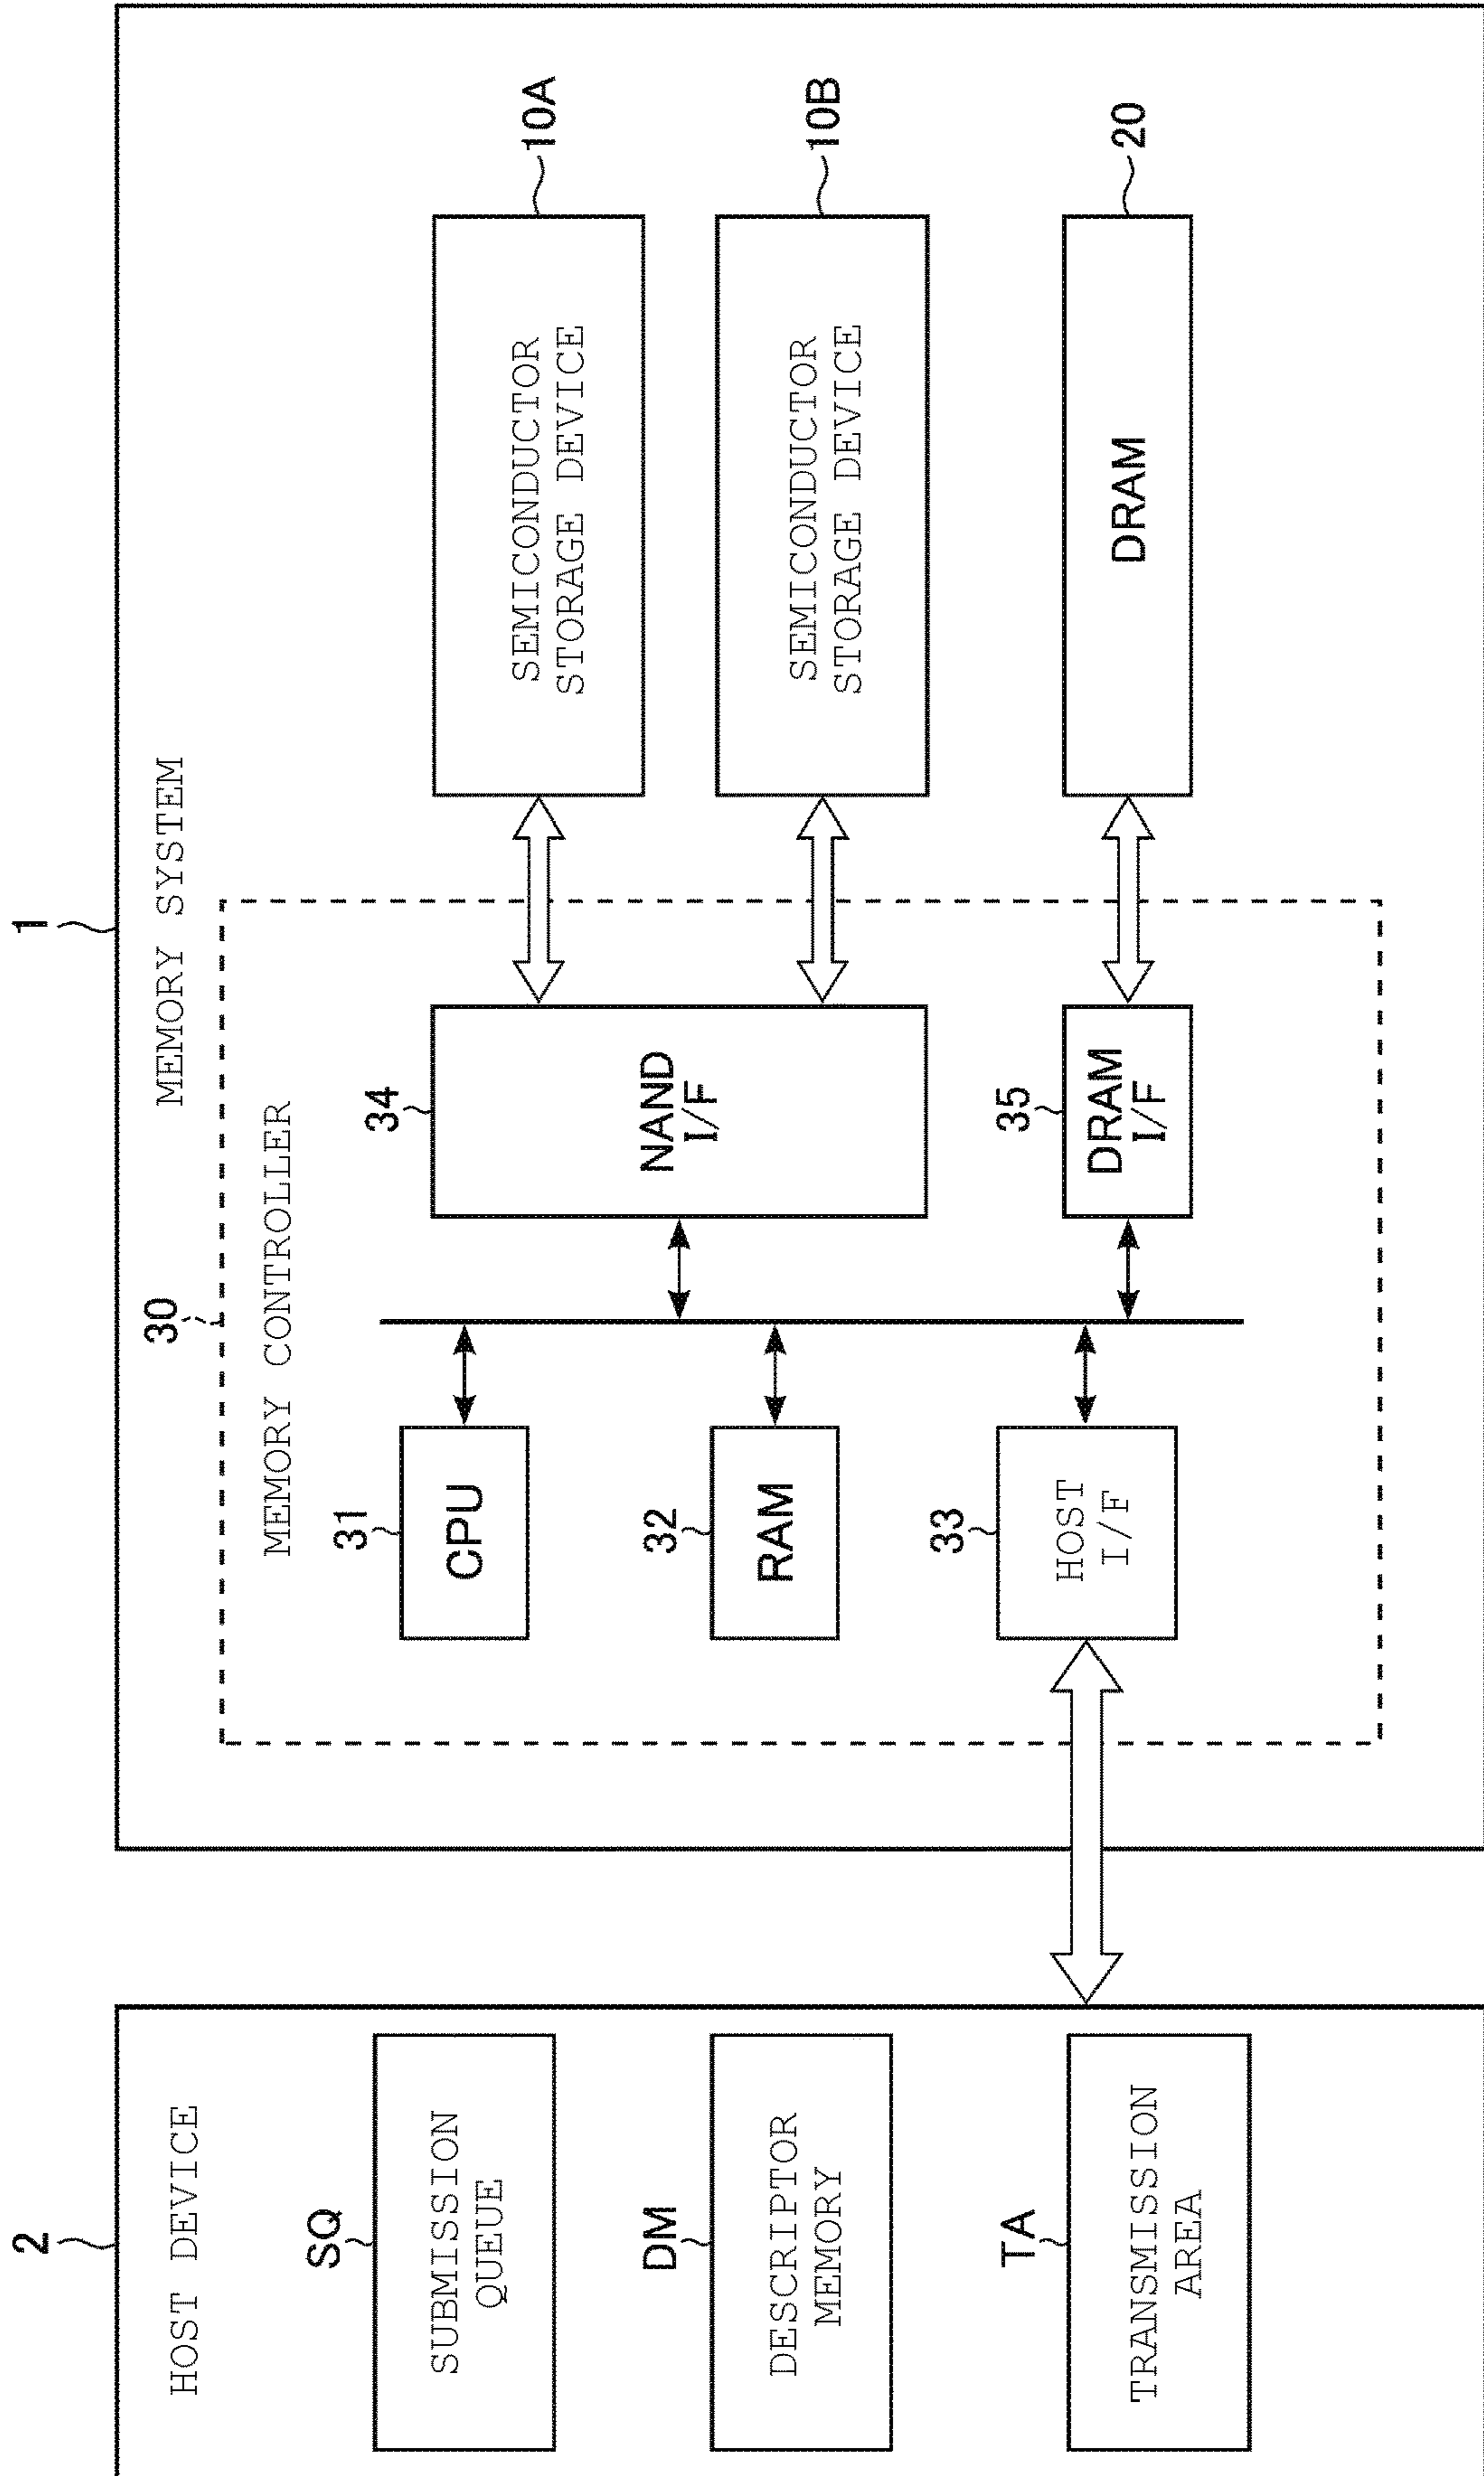 2
HOST DEVICE
SQ
SUBMISSION
QUEUE
DM
DESCRIPTOR
MEMORY
TA
TRANSMISSION
AREA
1
MEMORY SYSTEM
30
MEMORY CONTROLLER
31
CPU
32
RAM
33
HOST
I/F
34
NAND
I/F
35
DRAM
I/F
SEMICONDUCTOR
STORAGE DEVICE
10A
SEMICONDUCTOR
STORAGE DEVICE
10B
DRAM
20